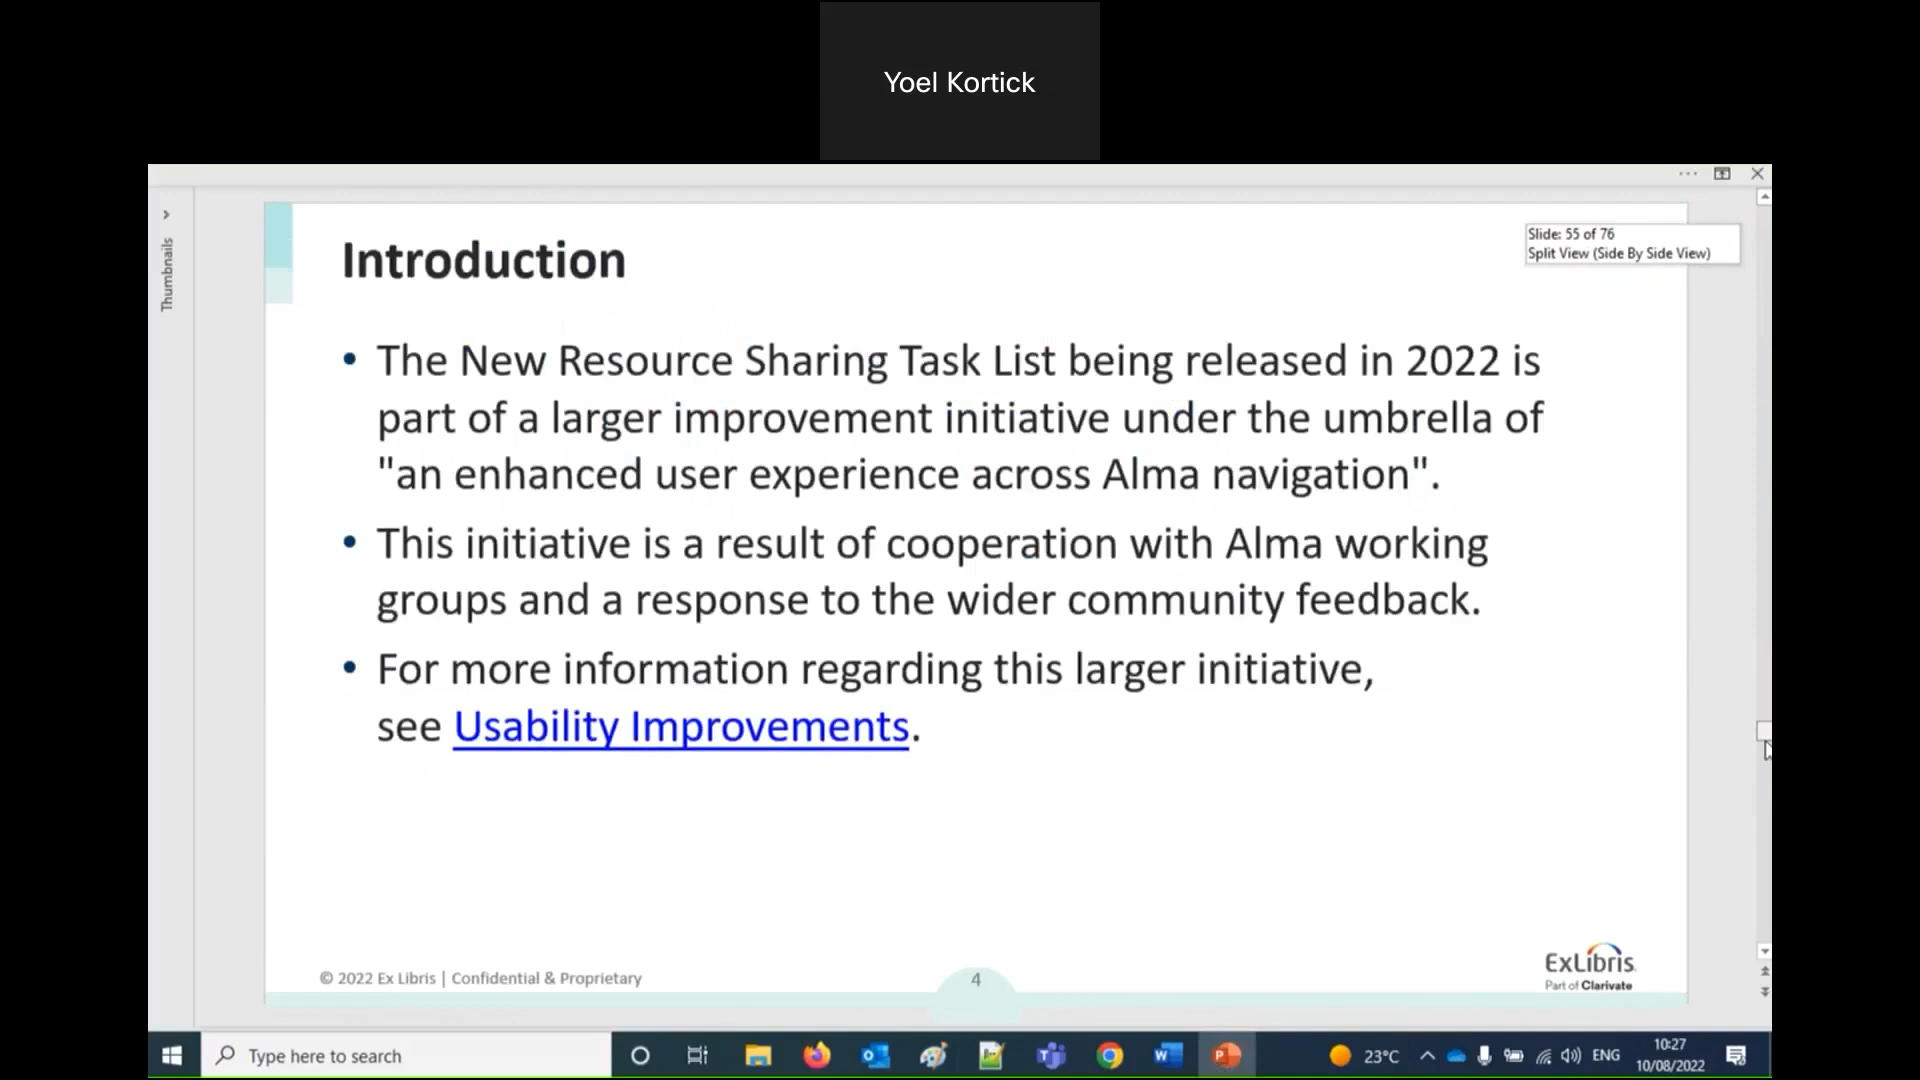 Yoel Kortick
Thumbnails
Slide: 55 of 76
Split View (Side By Side View)
Introduction
• The New Resource Sharing Task List being released in 2022 is
part of a larger improvement initiative under the umbrella of
"an enhanced user experience across Alma navigation".
• This initiative is a result of cooperation with Alma working
groups and a response to the wider community feedback.
• For more information regarding this larger initiative,
see Usability Improvements.
© 2022 Ex Libris | Confidential & Proprietary
4
ExLibris
Part of Clarivate
Type here to search
23°C
ENG
10:27
10/08/2022